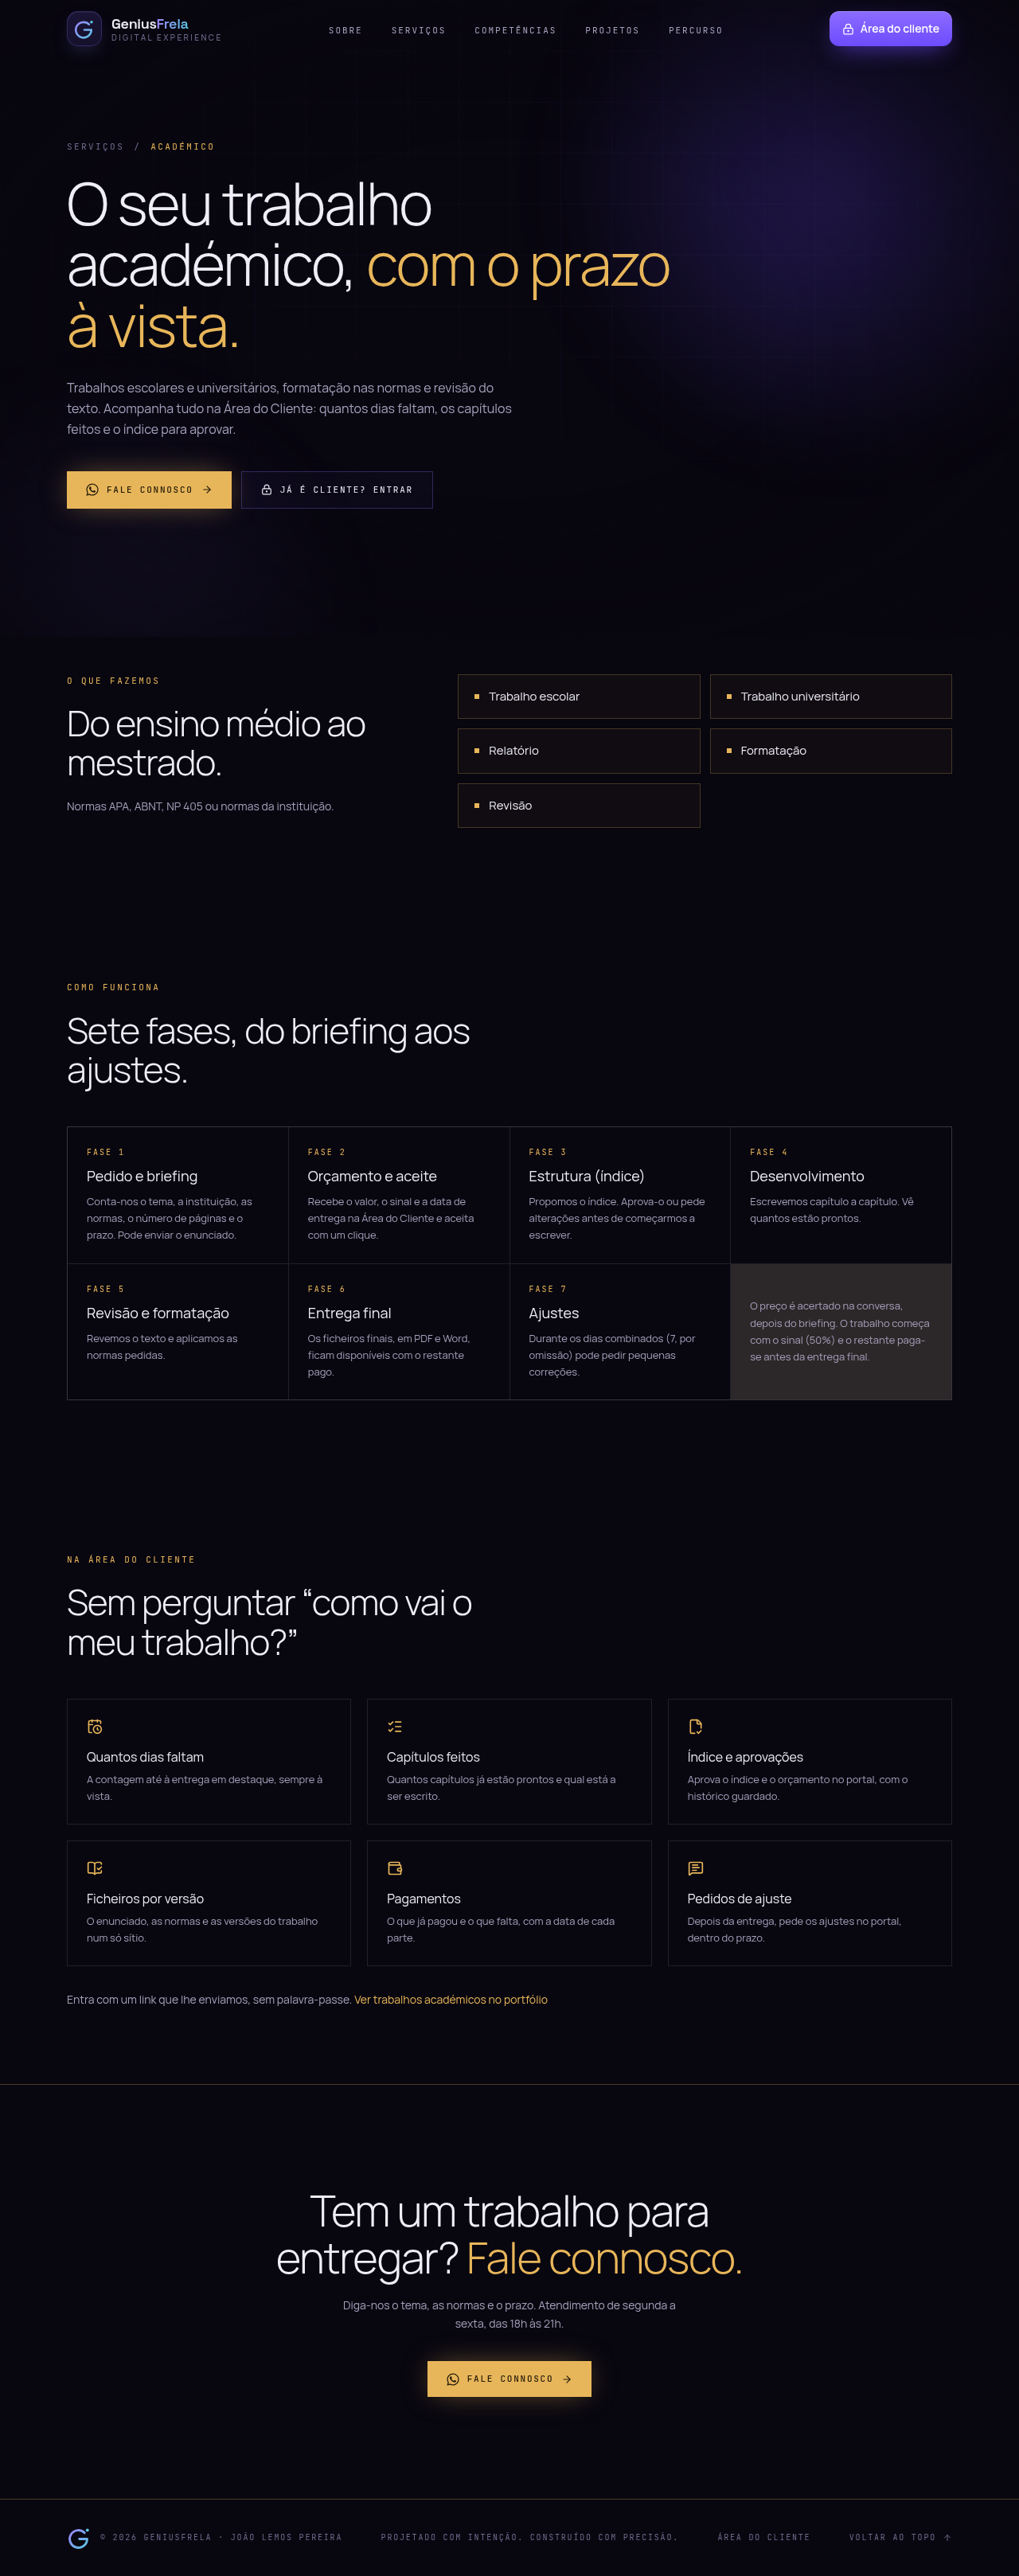 GeniusFrela
DIGITAL EXPERIENCE
SOBRE
SERVIÇOS
COMPETÊNCIAS
PROJETOS
PERCURSO
Área do cliente
SERVIÇOS / ACADÉMICO
O seu trabalho
académico, com o prazo
à vista.
Trabalhos escolares e universitários, formatação nas normas e revisão do
texto. Acompanha tudo na Área do Cliente: quantos dias faltam, os capítulos
feitos e o índice para aprovar.
FALE CONNOSCO
JÁ É CLIENTE? ENTRAR
O QUE FAZEMOS
Do ensino médio ao
mestrado.
Normas APA, ABNT, NP 405 ou normas da instituição.
Trabalho escolar
Trabalho universitário
Relatório
Formatação
Revisão
COMO FUNCIONA
Sete fases, do briefing aos
ajustes.
FASE 1
Pedido e briefing
Conta-nos o tema, a instituição, as
normas, o número de páginas e o
prazo. Pode enviar o enunciado.
FASE 2
Orçamento e aceite
Recebe o valor, o sinal e a data de
entrega na Área do Cliente e aceita
com um clique.
FASE 3
Estrutura (índice)
Propomos o índice. Aprova-o ou pede
alterações antes de começarmos a
escrever.
FASE 4
Desenvolvimento
Escrevemos capítulo a capítulo. Vê
quantos estão prontos.
FASE 5
Revisão e formatação
Revemos o texto e aplicamos as
normas pedidas.
FASE 6
Entrega final
Os ficheiros finais, em PDF e Word,
ficam disponíveis com o restante
pago.
FASE 7
Ajustes
Durante os dias combinados (7, por
omissão) pode pedir pequenas
correções.
O preço é acertado na conversa,
depois do briefing. O trabalho começa
com o sinal (50%) e o restante paga-
se antes da entrega final.
NA ÁREA DO CLIENTE
Sem perguntar “como vai o
meu trabalho?”
Quantos dias faltam
A contagem até à entrega em destaque, sempre à
vista.
Capítulos feitos
Quantos capítulos já estão prontos e qual está a
ser escrito.
Índice e aprovações
Aprova o índice e o orçamento no portal, com o
histórico guardado.
Ficheiros por versão
O enunciado, as normas e as versões do trabalho
num só sítio.
Pagamentos
O que já pagou e o que falta, com a data de cada
parte.
Pedidos de ajuste
Depois da entrega, pede os ajustes no portal,
dentro do prazo.
Entra com um link que lhe enviamos, sem palavra-passe. Ver trabalhos académicos no portfólio
Tem um trabalho para
entregar? Fale connosco.
Diga-nos o tema, as normas e o prazo. Atendimento de segunda a
sexta, das 18h às 21h.
FALE CONNOSCO
© 2026 GENIUSFRELA · JOÃO LEMOS PEREIRA
PROJETADO COM INTENÇÃO. CONSTRUÍDO COM PRECISÃO.
ÁREA DO CLIENTE
VOLTAR AO TOPO